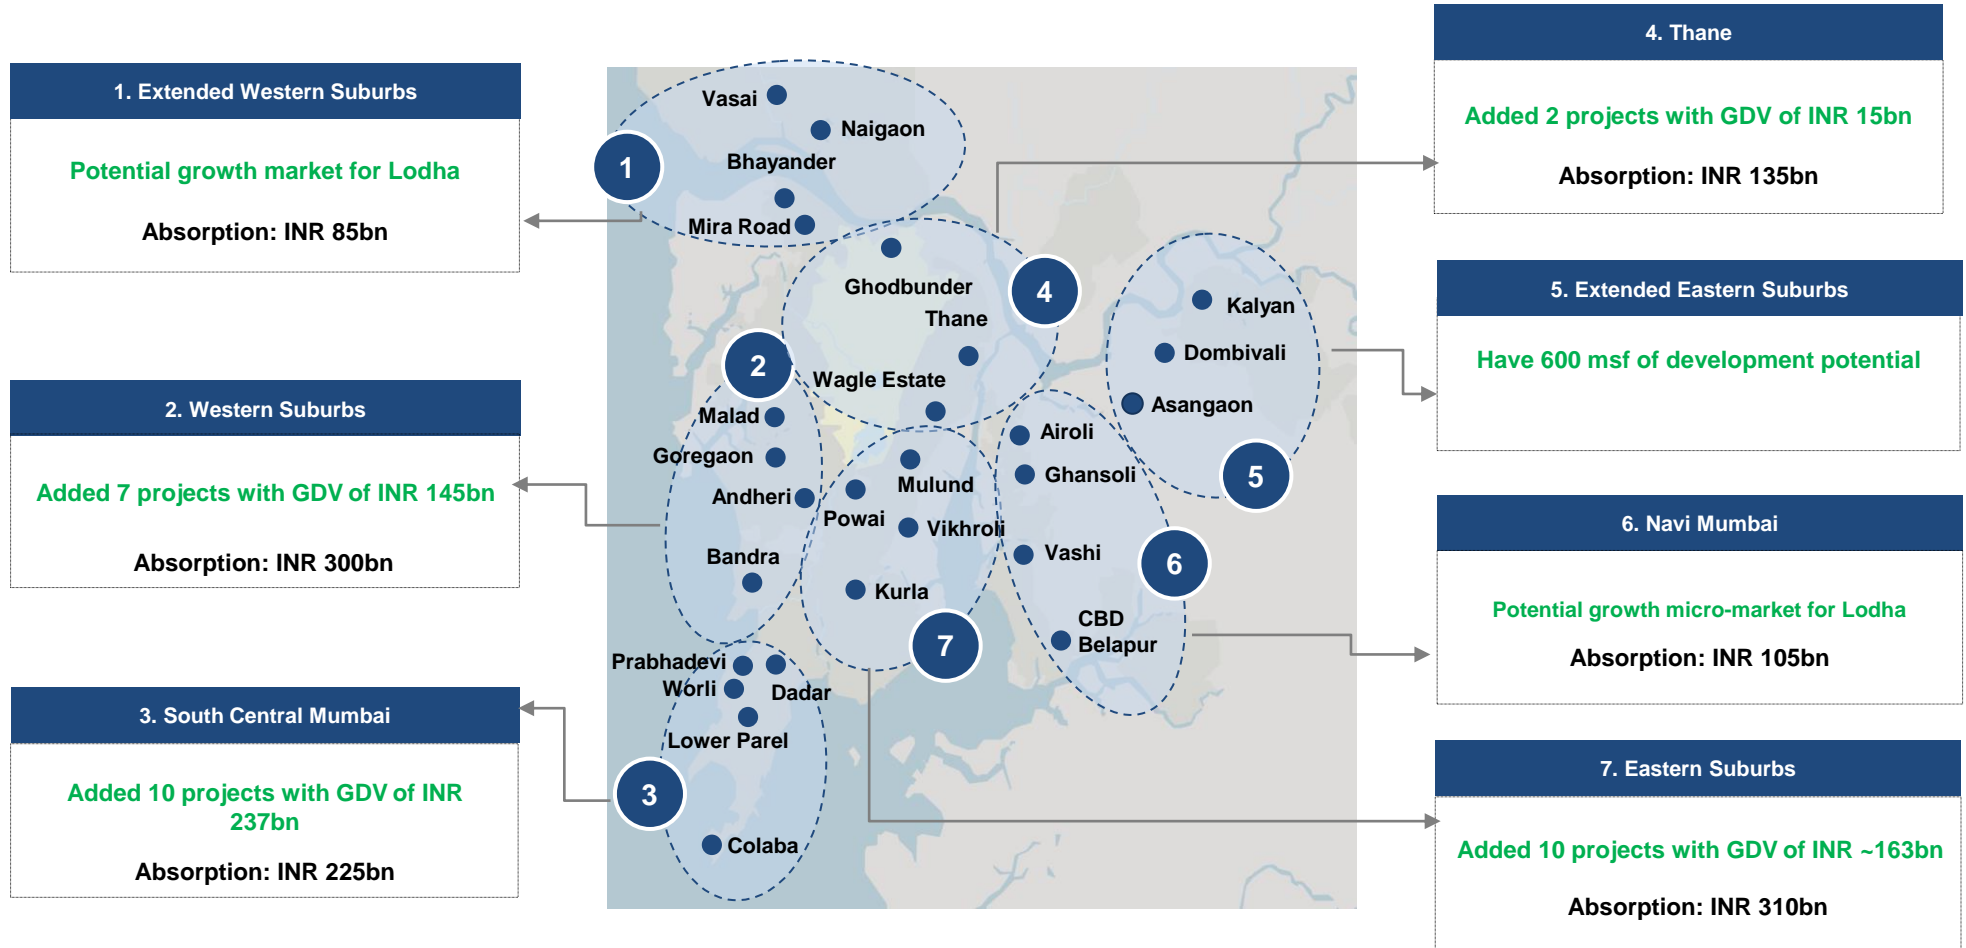 1. Extended Western Suburbs
Potential growth market for Lodha
Absorption: INR 85bn
2. Western Suburbs
Added 7 projects with GDV of INR 145bn
Absorption: INR 300bn
3. South Central Mumbai
Added 10 projects with GDV of INR
237bn
Absorption: INR 225bn
Vasai
Naigaon
Bhayander
Mira Road
1
Ghodbunder
Thane
Wagle Estate
4
2
Malad
Goregaon
Andheri
Bandra
Mulund
Powai
Vikhroli
Kurla
7
Prabhadevi
Worli
Dadar
Lower Parel
Colaba
3
Kalyan
Dombivali
Asangaon
5
Airoli
Ghansoli
Vashi
CBD
Belapur
6
4. Thane
Added 2 projects with GDV of INR 15bn
Absorption: INR 135bn
5. Extended Eastern Suburbs
Have 600 msf of development potential
6. Navi Mumbai
Potential growth micro-market for Lodha
Absorption: INR 105bn
7. Eastern Suburbs
Added 10 projects with GDV of INR ~163bn
Absorption: INR 310bn